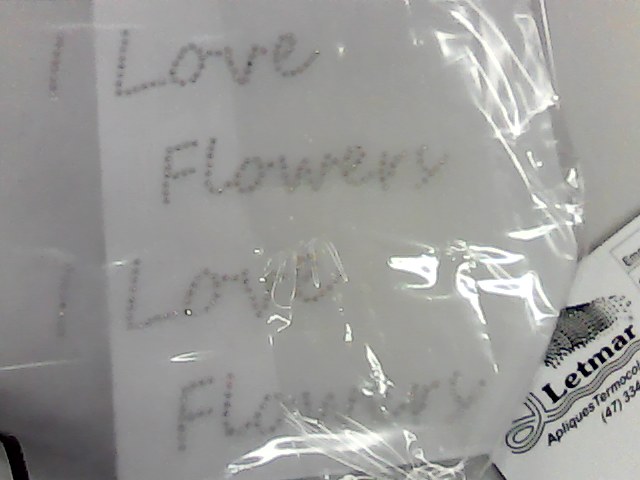 I Love
Flowers
I Love
Flowers
Letmar
Apliques Termocol
(47) 334